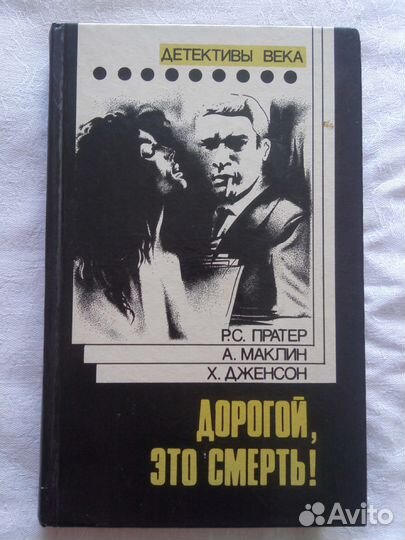 ДЕТЕКТИВЫ ВЕКА
Р.С. ПРАТЕР
А. МАКЛИН
Х. ДЖЕНСОН
ДОРОГОЙ,
ЭТО СМЕРТЬ!
Avito